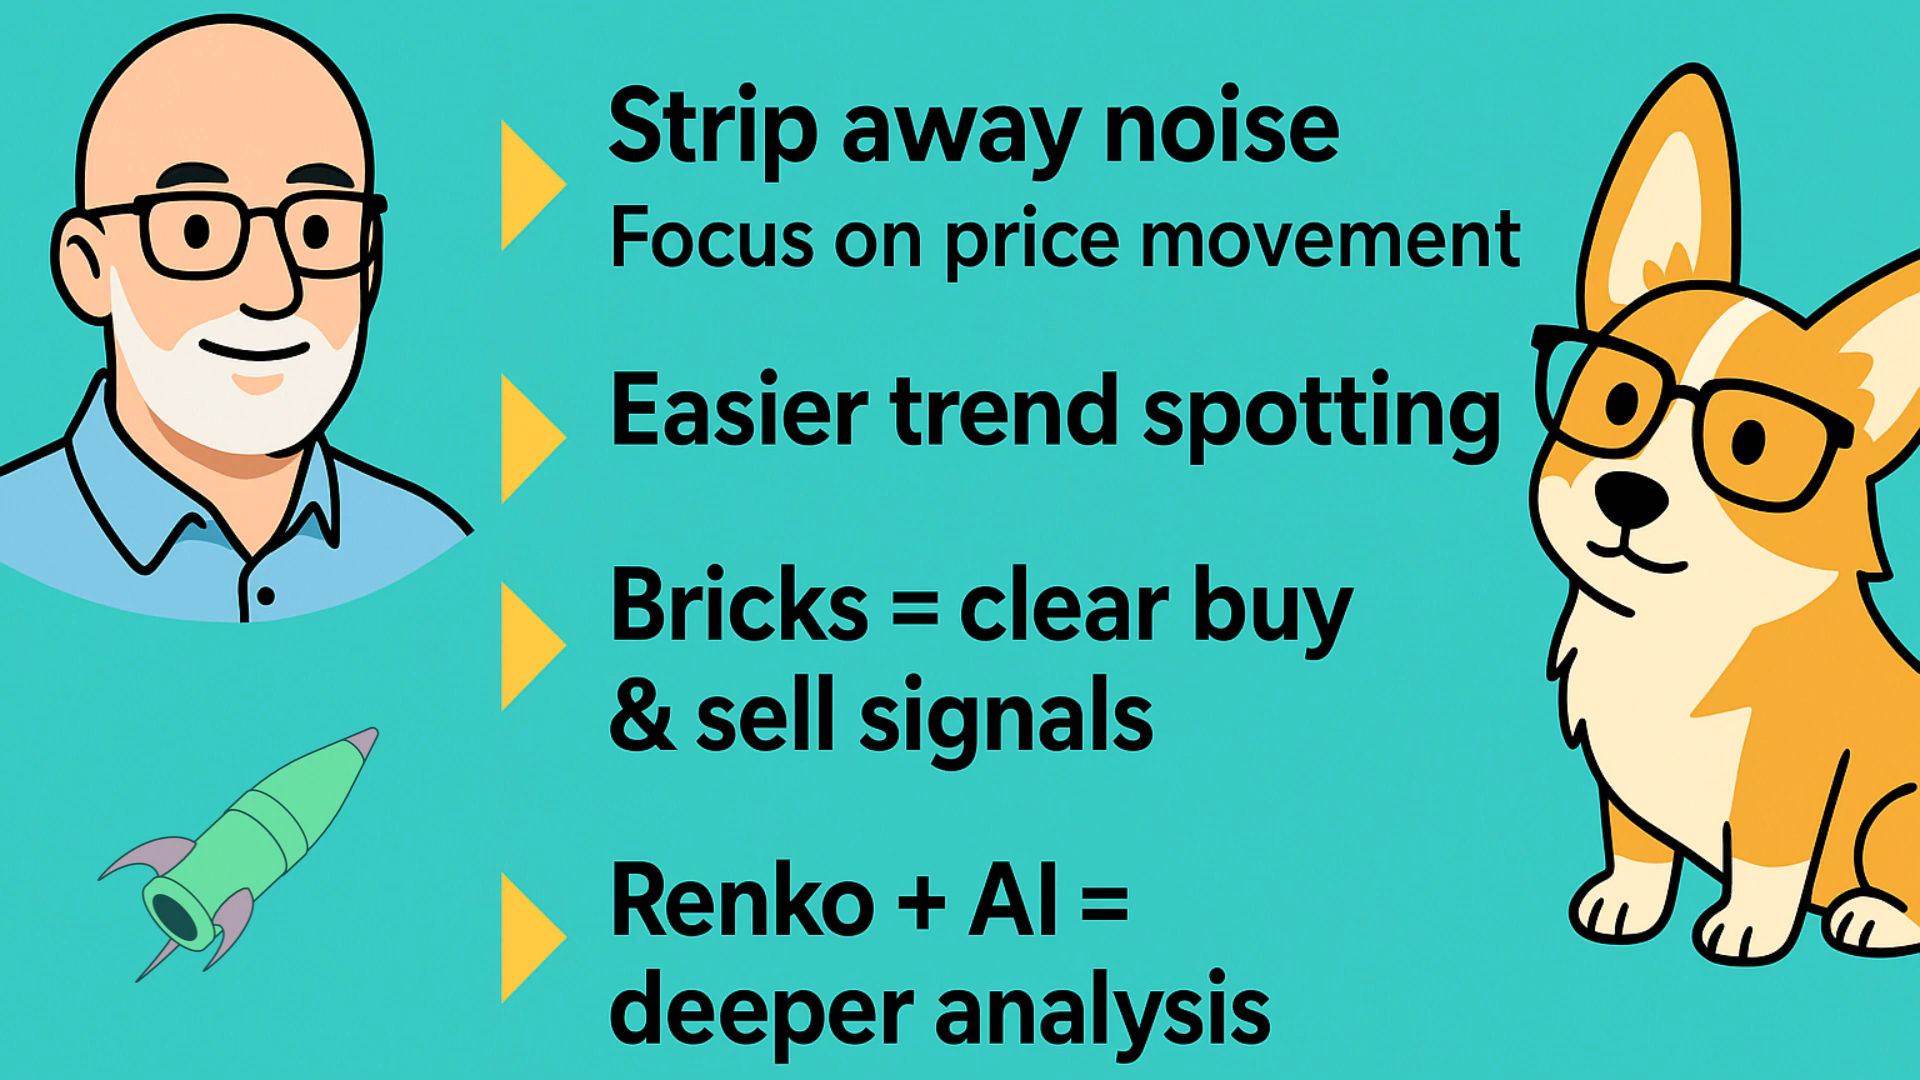 Strip away noise
Focus on price movement
Easier trend spotting
Bricks = clear buy
& sell signals
Renko + AI =
deeper analysis